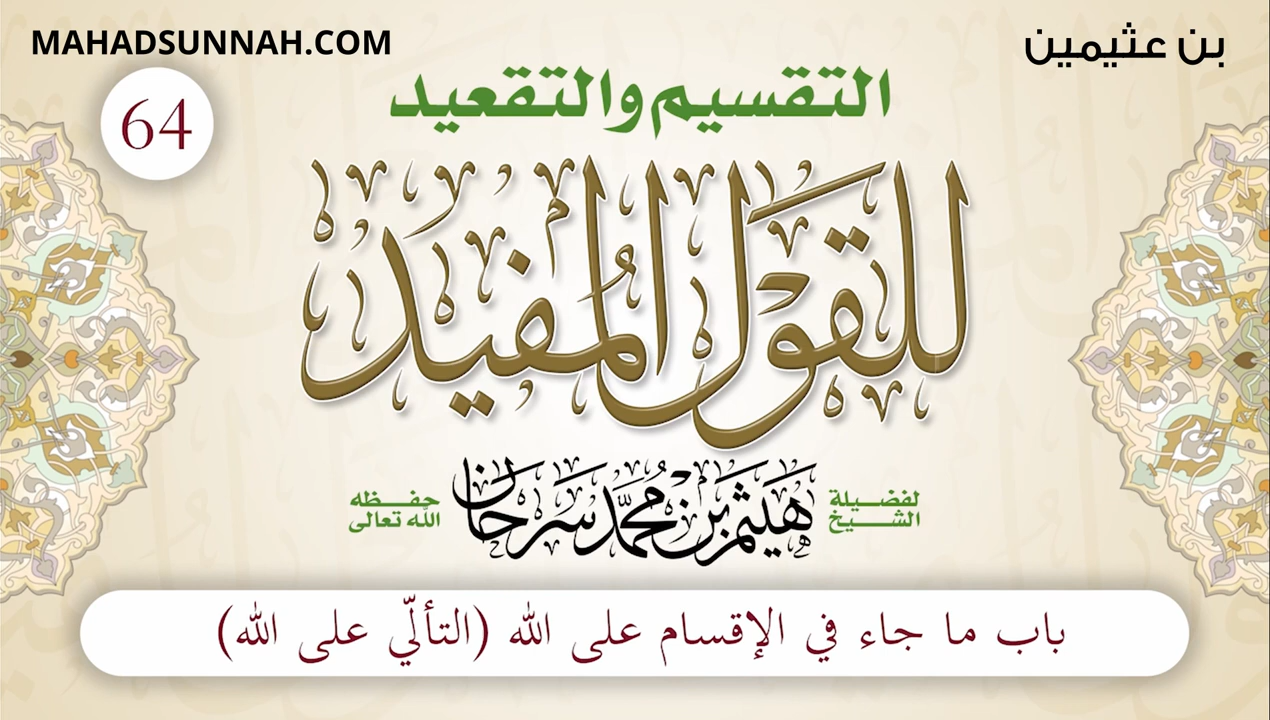 MAHADSUNNAH.COM
بن عثيمين
64
التقسيم والتقعيد
للقول المفيد
لفضيلة الشيخ
هيثم بن محمد سرحان
حفظه الله تعالى
باب ما جاء في الإقسام على الله (التألّي على الله)